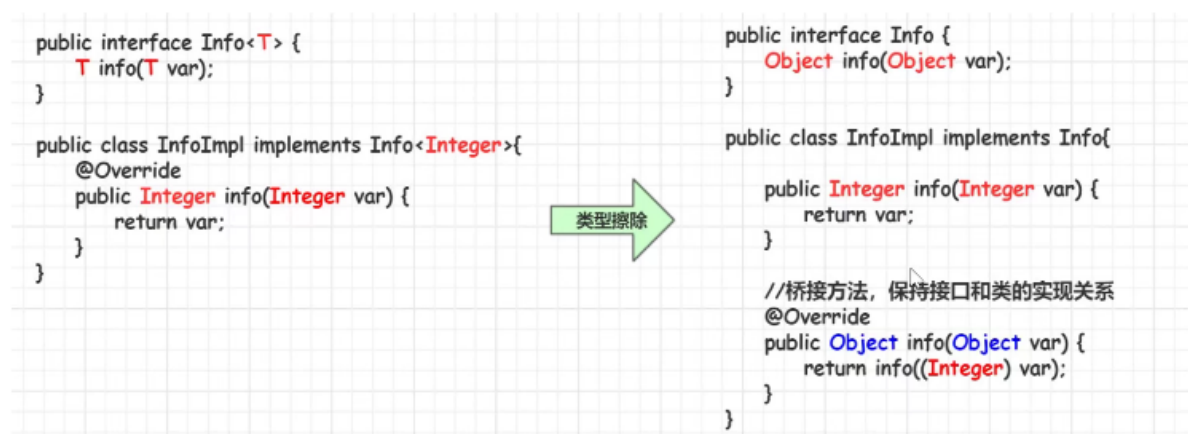 public interface Info<T> {
T info(T var);
}
public class InfoImpl implements Info<Integer>{
@Override
public Integer info(Integer var) {
return var;
}
}
类型擦除
public interface Info {
Object info(Object var);
}
public class InfoImpl implements Info{
public Integer info(Integer var) {
return var;
}
//桥接方法，保持接口和类的实现关系
@Override
public Object info(Object var) {
return info((Integer) var);
}
}